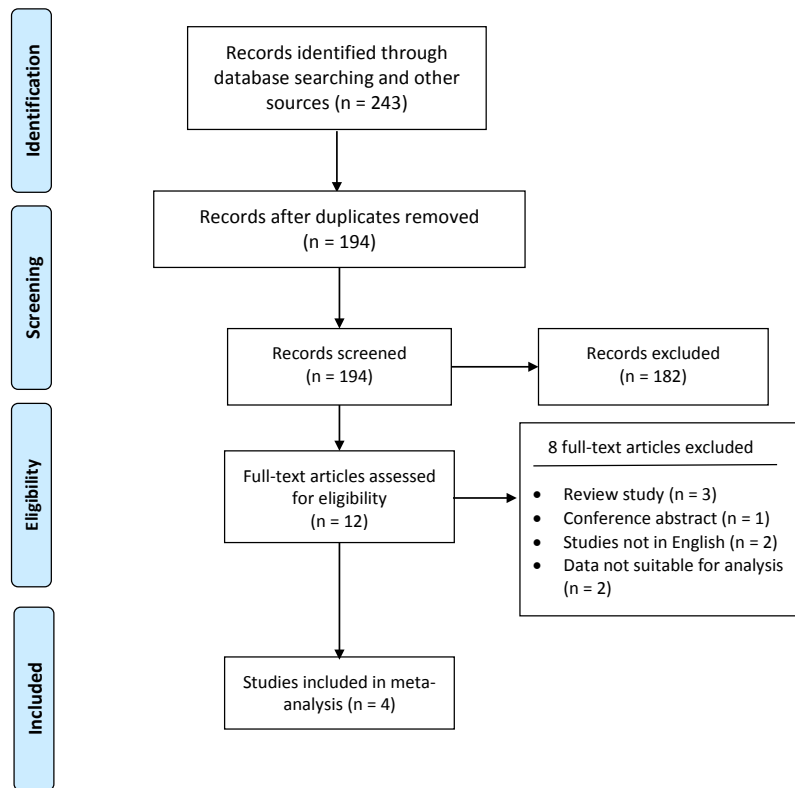 Identification
Records identified through
database searching and other
sources (n = 243)
Records after duplicates removed
(n = 194)
Screening
Records screened
(n = 194)
Records excluded
(n = 182)
Eligibility
Full-text articles assessed
for eligibility
(n = 12)
8 full-text articles excluded
• Review study (n = 3)
• Conference abstract (n = 1)
• Studies not in English (n = 2)
• Data not suitable for analysis
(n = 2)
Included
Studies included in meta-
analysis (n = 4)